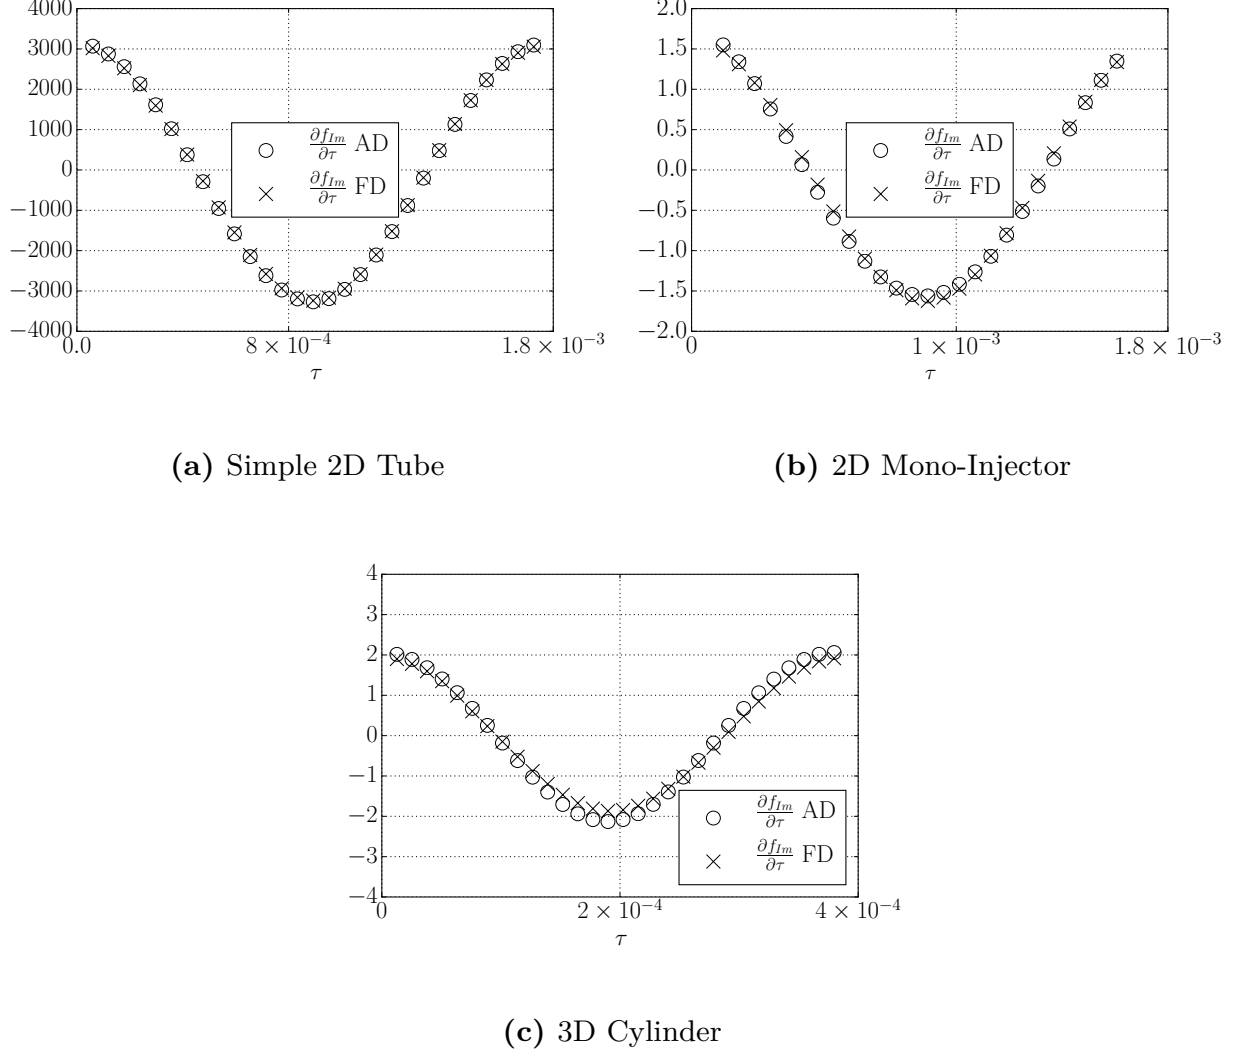 4000
3000
2000
1000
0
−1000
−2000
−3000
−4000
0.0
8 × 10⁻⁴
1.8 × 10⁻³
τ
∂f_Im/∂τ AD
∂f_Im/∂τ FD
(a) Simple 2D Tube
2.0
1.5
1.0
0.5
0.0
−0.5
−1.0
−1.5
−2.0
0
1 × 10⁻³
1.8 × 10⁻³
τ
∂f_Im/∂τ AD
∂f_Im/∂τ FD
(b) 2D Mono-Injector
4
3
2
1
0
−1
−2
−3
−4
0
2 × 10⁻⁴
4 × 10⁻⁴
τ
∂f_Im/∂τ AD
∂f_Im/∂τ FD
(c) 3D Cylinder